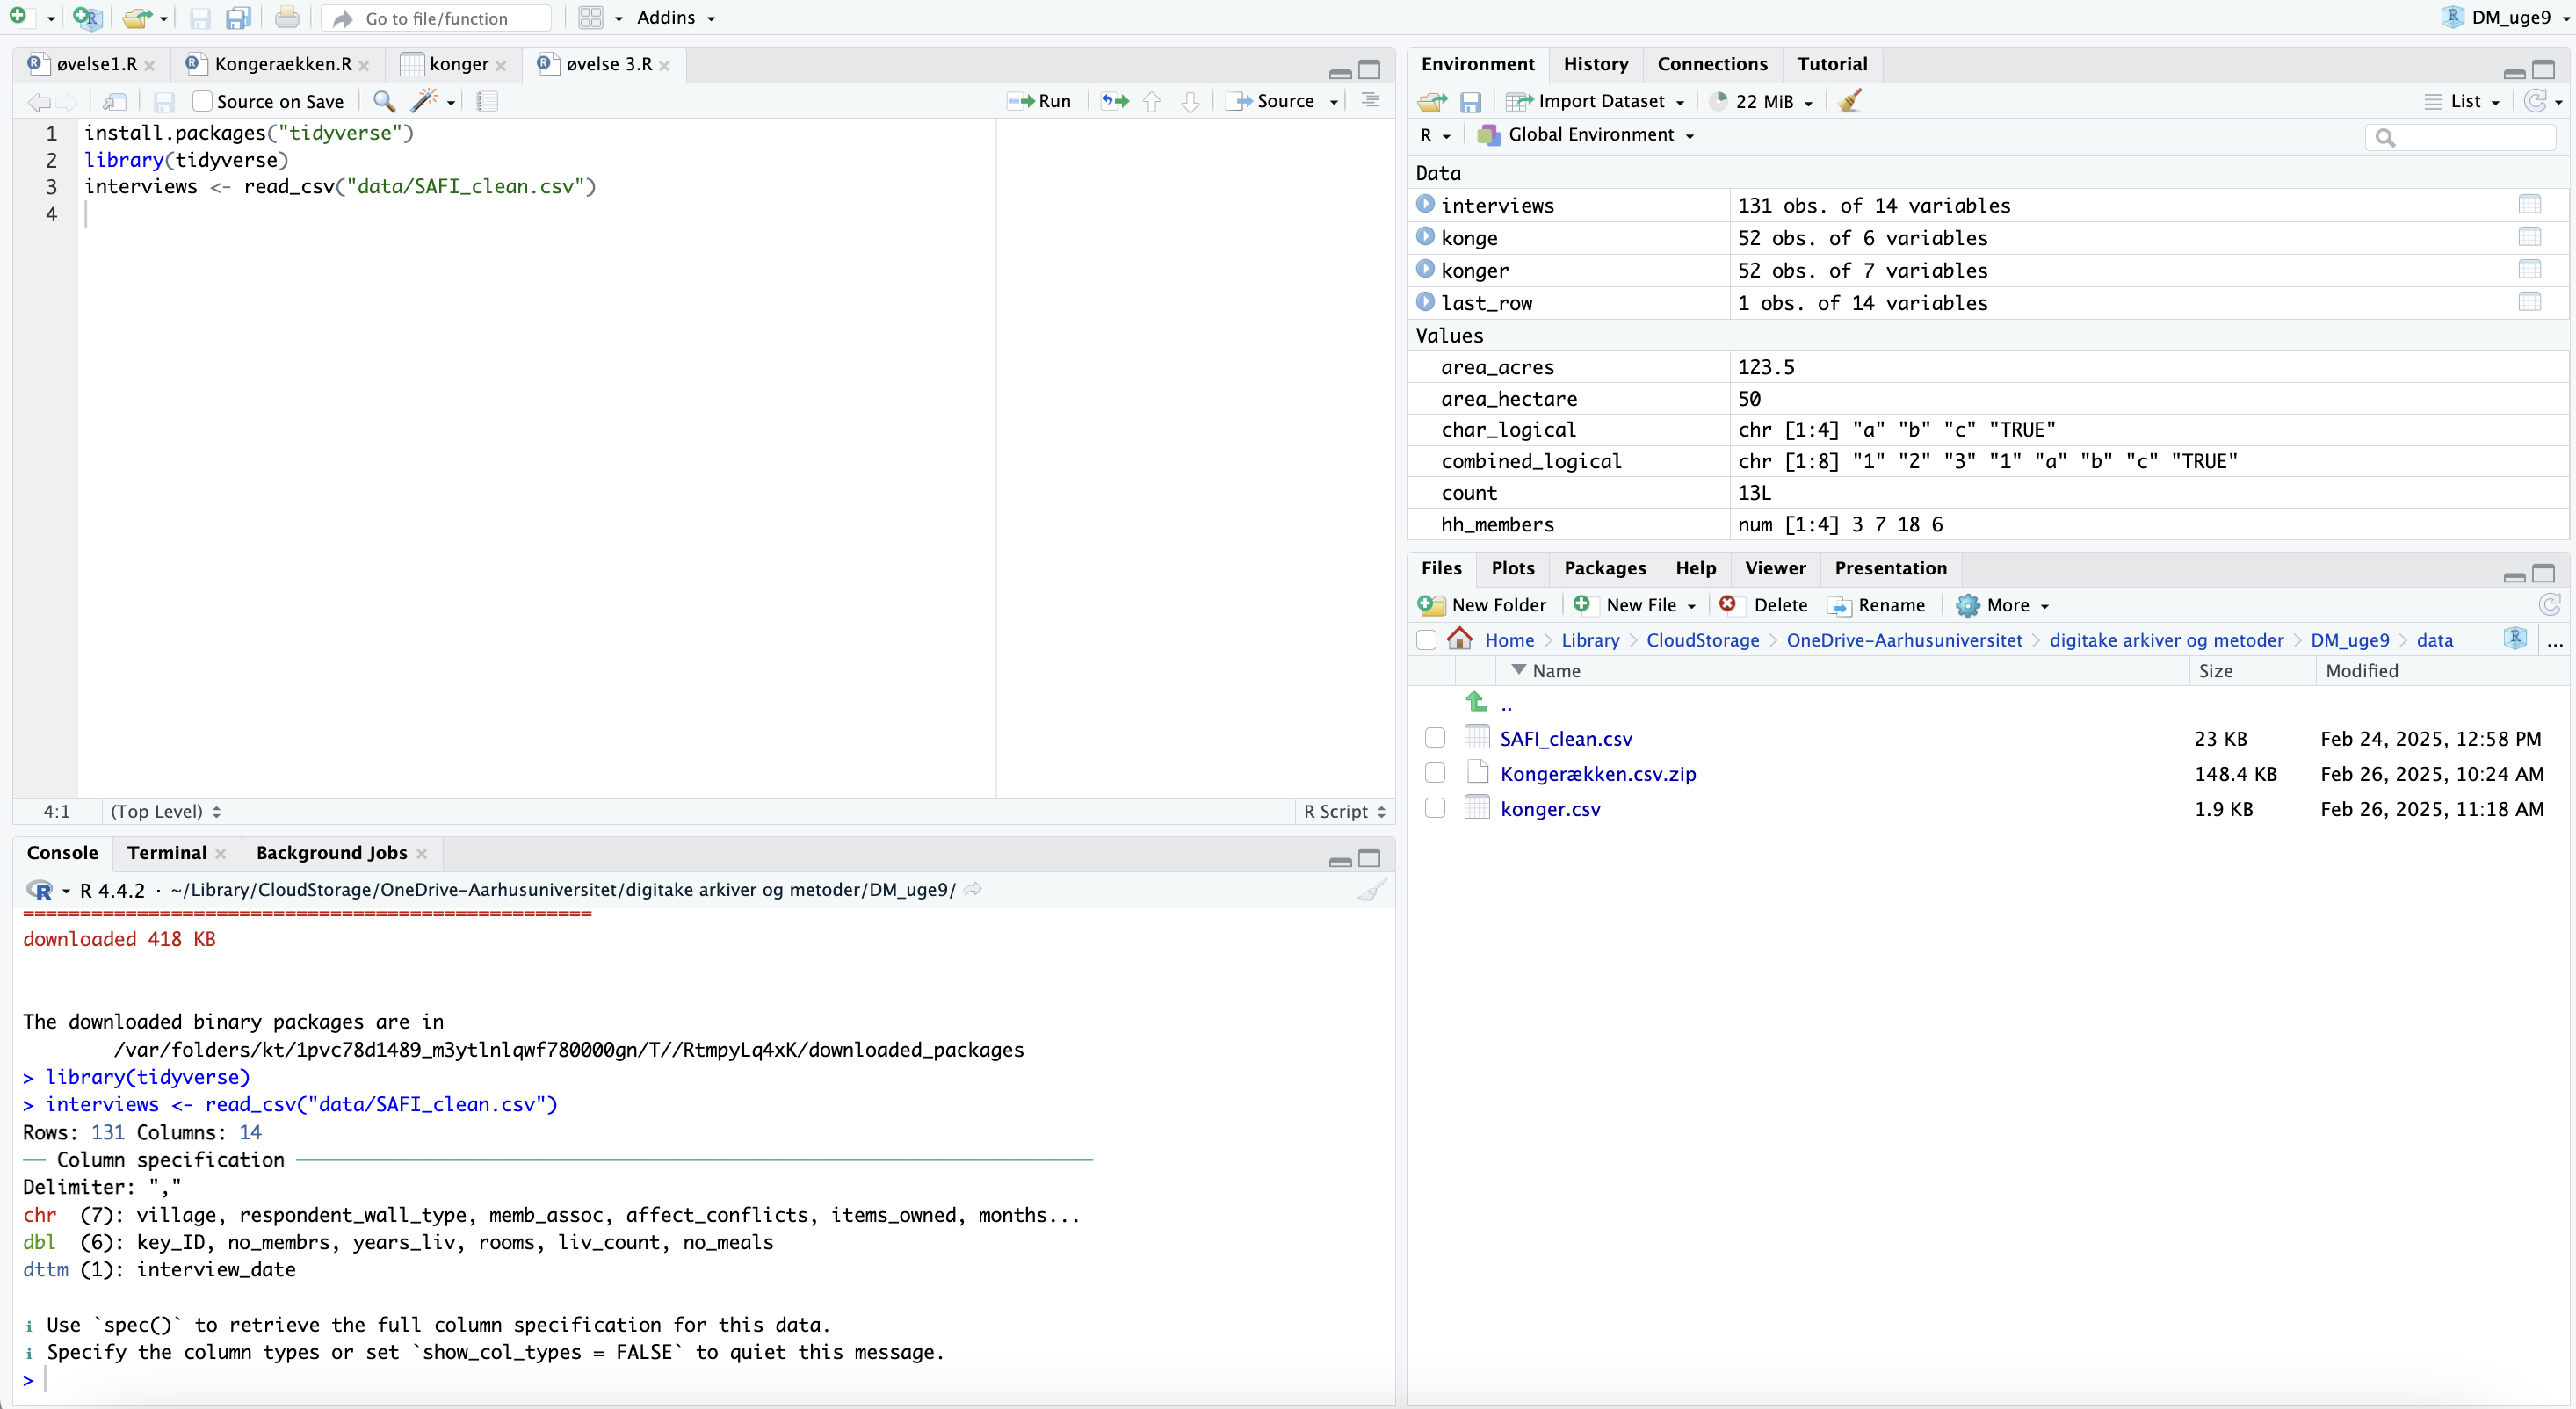 Go to file/function
Addins
DM_uge9
øvelse1.R
Kongeraekken.R
konger
øvelse 3.R
Source on Save
Run
Source
1 install.packages("tidyverse")
2 library(tidyverse)
3 interviews <- read_csv("data/SAFI_clean.csv")
4
4:1 (Top Level)
R Script
Console Terminal Background Jobs
R 4.4.2 · ~/Library/CloudStorage/OneDrive-Aarhusuniversitet/digitake arkiver og metoder/DM_uge9/
==================================================
downloaded 418 KB
The downloaded binary packages are in
/var/folders/kt/1pvc78d1489_m3ytlnlqwf780000gn/T//RtmpyLq4xK/downloaded_packages
> library(tidyverse)
> interviews <- read_csv("data/SAFI_clean.csv")
Rows: 131 Columns: 14
── Column specification ──────────────────────────────
Delimiter: ","
chr (7): village, respondent_wall_type, memb_assoc, affect_conflicts, items_owned, months...
dbl (6): key_ID, no_membrs, years_liv, rooms, liv_count, no_meals
dttm (1): interview_date
ℹ Use `spec()` to retrieve the full column specification for this data.
ℹ Specify the column types or set `show_col_types = FALSE` to quiet this message.
>
Environment History Connections Tutorial
Import Dataset 22 MiB List
R Global Environment
Data
interviews 131 obs. of 14 variables
konge 52 obs. of 6 variables
konger 52 obs. of 7 variables
last_row 1 obs. of 14 variables
Values
area_acres 123.5
area_hectare 50
char_logical chr [1:4] "a" "b" "c" "TRUE"
combined_logical chr [1:8] "1" "2" "3" "1" "a" "b" "c" "TRUE"
count 13L
hh_members num [1:4] 3 7 18 6
Files Plots Packages Help Viewer Presentation
New Folder New File Delete Rename More
Home > Library > CloudStorage > OneDrive-Aarhusuniversitet > digitake arkiver og metoder > DM_uge9 > data R ...
Name Size Modified
..
SAFI_clean.csv 23 KB Feb 24, 2025, 12:58 PM
Kongerækken.csv.zip 148.4 KB Feb 26, 2025, 10:24 AM
konger.csv 1.9 KB Feb 26, 2025, 11:18 AM